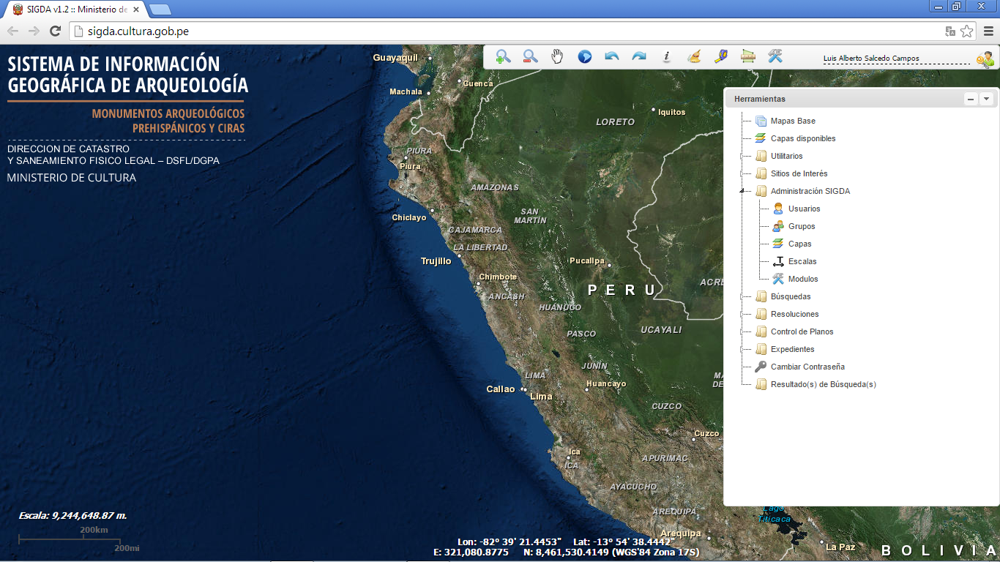 SIGDA v1.2 :: Ministerio de
sigda.cultura.gob.pe
SISTEMA DE INFORMACIÓN
GEOGRÁFICA DE ARQUEOLOGÍA
MONUMENTOS ARQUEOLÓGICOS
PREHISPÁNICOS Y CIRAS
DIRECCION DE CATASTRO
Y SANEAMIENTO FISICO LEGAL – DSFL/DGPA
MINISTERIO DE CULTURA
Luis Alberto Salcedo Campos
Guayaquil
Cuenca
Machala
Iquitos
LORETO
PIURA
Piura
AMAZONAS
SAN
MARTÍN
Chiclayo
CAJAMARCA
LA LIBERTAD
Trujillo
Pucallpa
Chimbote
ACRE
PERU
ANCASH
HUÁNUCO
UCAYALI
PASCO
JUNÍN
LIMA
MA
DE
Huancayo
Callao
Lima
CUZCO
Cuzco
Ica
ICA
APURÍMAC
AYACUCHO
AREQUIPA
Lago
Titicaca
Arequipa
La Paz
BOLIVIA
Herramientas
Mapas Base
Capas disponibles
Utilitarios
Sitios de Interés
Administración SIGDA
Usuarios
Grupos
Capas
Escalas
Modulos
Búsquedas
Resoluciones
Control de Planos
Expedientes
Cambiar Contraseña
Resultado(s) de Búsqueda(s)
Escala: 9,244,648.87 m.
200km
200mi
Lon: -82° 39' 21.4453" Lat: -13° 54' 38.4442"
E: 321,080.8775 N: 8,461,530.4149 (WGS'84 Zona 17S)